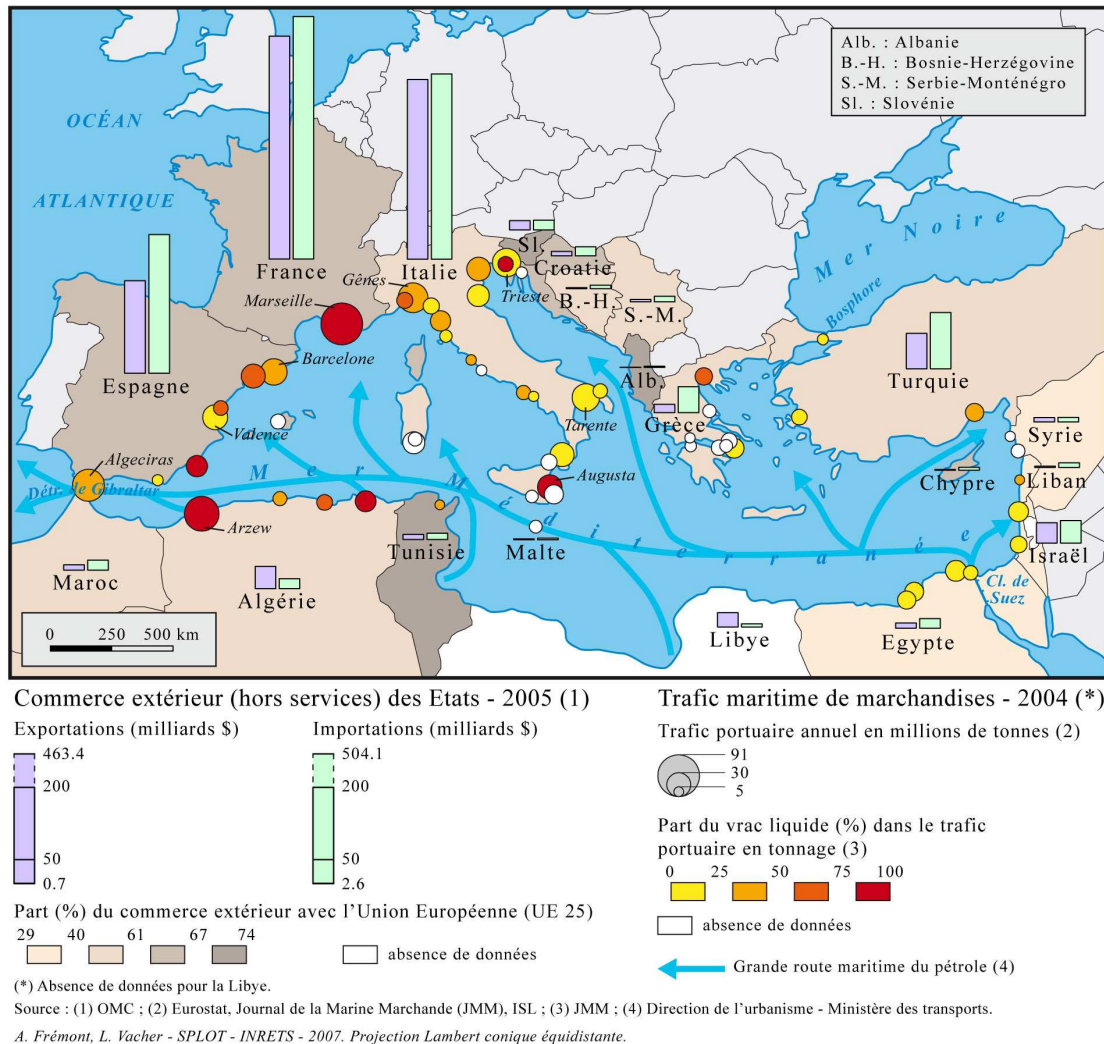 Alb. : Albanie
B.-H. : Bosnie-Herzégovine
S.-M. : Serbie-Monténégro
Sl. : Slovénie
OCÉAN
ATLANTIQUE
Mer Noire
Bosphore
France
Italie
Sl.
Croatie
Gênes
Trieste
B.-H.
S.-M.
Marseille
Barcelone
Espagne
Alb.
Turquie
Grèce
Tarente
Valence
Syrie
Algeciras
Augusta
Chypre
Liban
Détr. de Gibraltar
Mer Méditerranée
Arzew
Tunisie
Malte
Israël
Maroc
Algérie
Cl. de
Suez
Libye
Egypte
0 250 500 km
Commerce extérieur (hors services) des Etats - 2005 (1)
Exportations (milliards $)
463.4
200
50
0.7
Importations (milliards $)
504.1
200
50
2.6
Part (%) du commerce extérieur avec l'Union Européenne (UE 25)
29 40 61 67 74
absence de données
(*) Absence de données pour la Libye.
Trafic maritime de marchandises - 2004 (*)
Trafic portuaire annuel en millions de tonnes (2)
91
30
5
Part du vrac liquide (%) dans le trafic
portuaire en tonnage (3)
0 25 50 75 100
absence de données
Grande route maritime du pétrole (4)
Source : (1) OMC ; (2) Eurostat, Journal de la Marine Marchande (JMM), ISL ; (3) JMM ; (4) Direction de l'urbanisme - Ministère des transports.
A. Frémont, L. Vacher - SPLOT - INRETS - 2007. Projection Lambert conique équidistante.